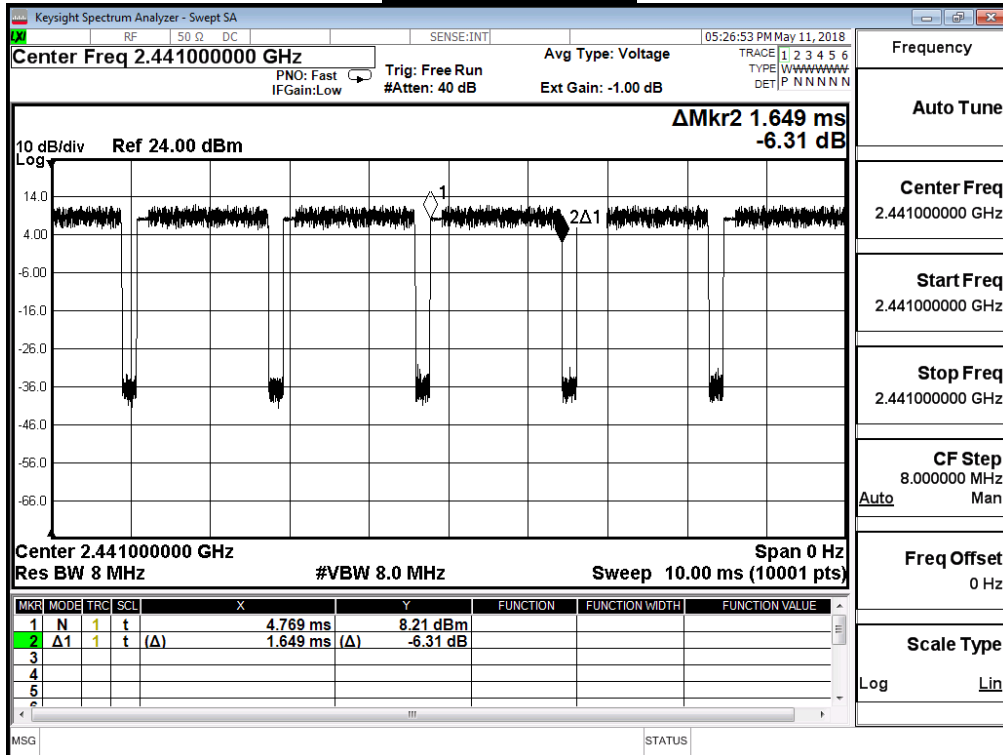 Keysight Spectrum Analyzer - Swept SA
LXI RF 50 Ω DC SENSE:INT 05:26:53 PM May 11, 2018
Center Freq 2.441000000 GHz
PNO: Fast
IFGain:Low
Trig: Free Run
#Atten: 40 dB
Avg Type: Voltage
Ext Gain: -1.00 dB
TRACE 1 2 3 4 5 6
TYPE W W W W W W
DET P N N N N N
ΔMkr2 1.649 ms
-6.31 dB
10 dB/div Ref 24.00 dBm
Log
14.0
4.00
-6.00
-16.0
-26.0
-36.0
-46.0
-56.0
-66.0
1
2Δ1
Center 2.441000000 GHz Span 0 Hz
Res BW 8 MHz #VBW 8.0 MHz Sweep 10.00 ms (10001 pts)
MKR MODE TRC SCL X Y FUNCTION FUNCTION WIDTH FUNCTION VALUE
1 N 1 t 4.769 ms 8.21 dBm
2 Δ1 1 t (Δ) 1.649 ms (Δ) -6.31 dB
3
4
5
6
MSG STATUS
Frequency
Auto Tune
Center Freq
2.441000000 GHz
Start Freq
2.441000000 GHz
Stop Freq
2.441000000 GHz
CF Step
8.000000 MHz
Auto Man
Freq Offset
0 Hz
Scale Type
Log Lin